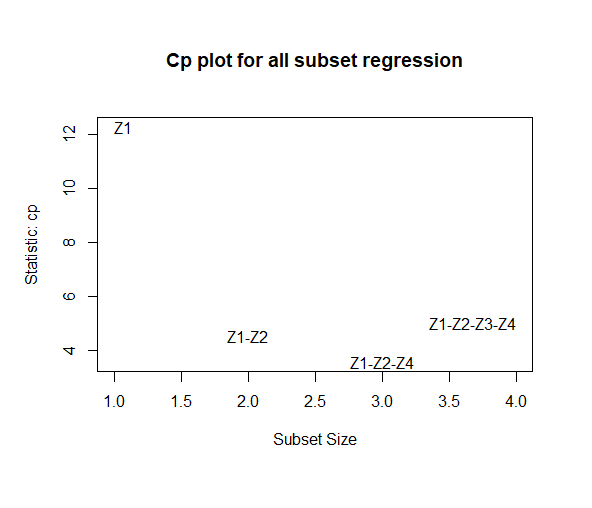 Cp plot for all subset regression
Statistic: cp
12
10
8
6
4
Z1
Z1-Z2
Z1-Z2-Z4
Z1-Z2-Z3-Z4
1.0 1.5 2.0 2.5 3.0 3.5 4.0
Subset Size